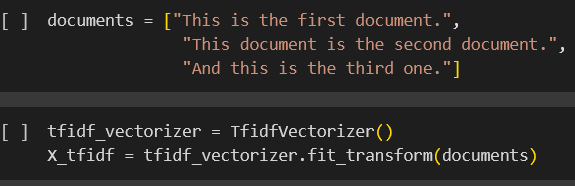 [ ] documents = ["This is the first document.",
"This document is the second document.",
"And this is the third one."]
[ ] tfidf_vectorizer = TfidfVectorizer()
X_tfidf = tfidf_vectorizer.fit_transform(documents)